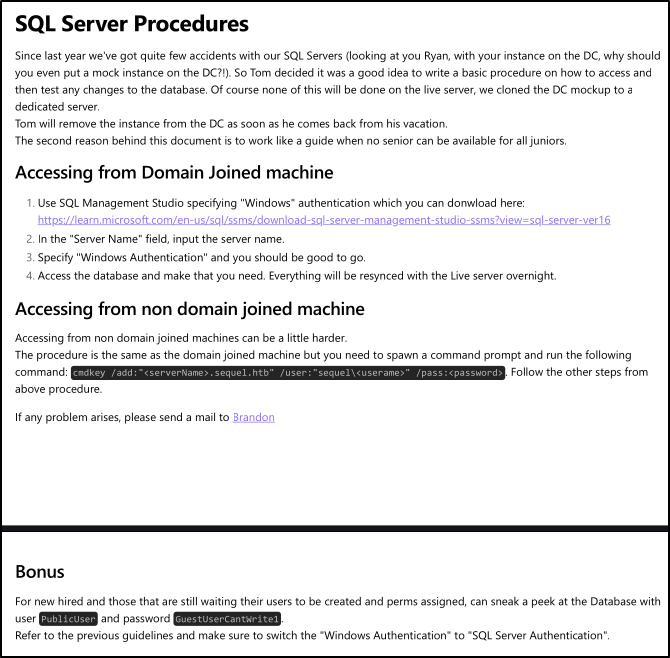 SQL Server Procedures
Since last year we've got quite few accidents with our SQL Servers (looking at you Ryan, with your instance on the DC, why should
you even put a mock instance on the DC?!). So Tom decided it was a good idea to write a basic procedure on how to access and
then test any changes to the database. Of course none of this will be done on the live server, we cloned the DC mockup to a
dedicated server.
Tom will remove the instance from the DC as soon as he comes back from his vacation.
The second reason behind this document is to work like a guide when no senior can be available for all juniors.
Accessing from Domain Joined machine
1. Use SQL Management Studio specifying "Windows" authentication which you can donwload here:
https://learn.microsoft.com/en-us/sql/ssms/download-sql-server-management-studio-ssms?view=sql-server-ver16
2. In the "Server Name" field, input the server name.
3. Specify "Windows Authentication" and you should be good to go.
4. Access the database and make that you need. Everything will be resynced with the Live server overnight.
Accessing from non domain joined machine
Accessing from non domain joined machines can be a little harder.
The procedure is the same as the domain joined machine but you need to spawn a command prompt and run the following
command: cmdkey /add:"<serverName>.sequel.htb" /user:"sequel\<userame>" /pass:<password>. Follow the other steps from
above procedure.
If any problem arises, please send a mail to Brandon
Bonus
For new hired and those that are still waiting their users to be created and perms assigned, can sneak a peek at the Database with
user PublicUser and password GuestUserCantWrite1.
Refer to the previous guidelines and make sure to switch the "Windows Authentication" to "SQL Server Authentication".